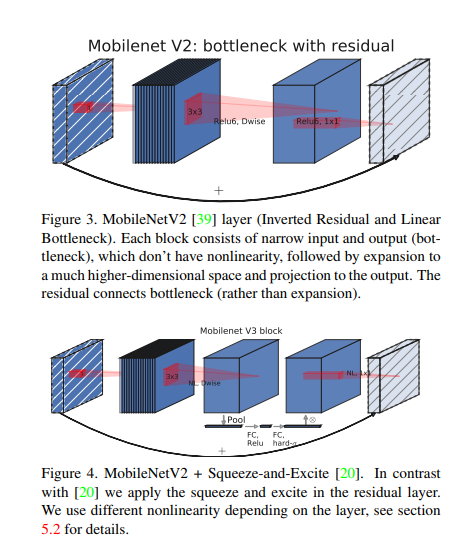 Mobilenet V2: bottleneck with residual
3x3
Relu6, Dwise
Relu6, 1x1
+
Figure 3. MobileNetV2 [39] layer (Inverted Residual and Linear
Bottleneck). Each block consists of narrow input and output (bot-
tleneck), which don't have nonlinearity, followed by expansion to
a much higher-dimensional space and projection to the output. The
residual connects bottleneck (rather than expansion).
Mobilenet V3 block
3x3
NL, Dwise
NL, 1x1
Pool
⊗
FC,
Relu
FC,
hard-σ
+
Figure 4. MobileNetV2 + Squeeze-and-Excite [20]. In contrast
with [20] we apply the squeeze and excite in the residual layer.
We use different nonlinearity depending on the layer, see section
5.2 for details.